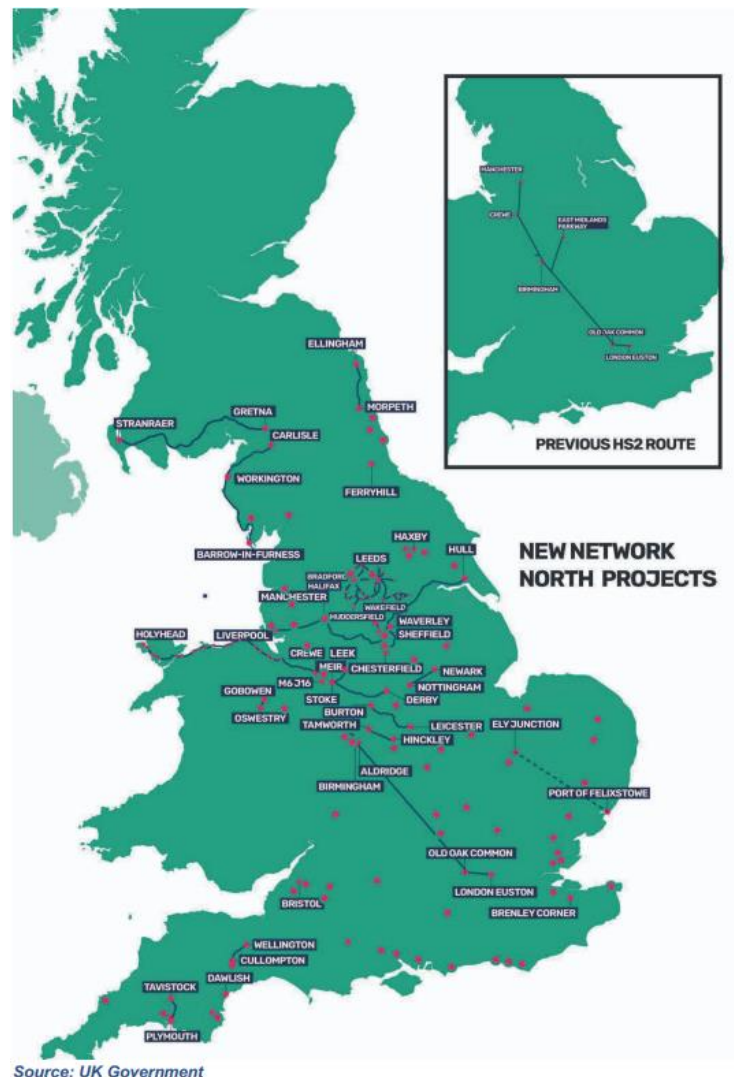 MANCHESTER
CREWE
EAST MIDLANDS
PARKWAY
BIRMINGHAM
OLD OAK COMMON
LONDON EUSTON
PREVIOUS HS2 ROUTE
NEW NETWORK
NORTH PROJECTS
ELLINGHAM
MORPETH
STRANRAER
GRETNA
CARLISLE
WORKINGTON
FERRYHILL
BARROW-IN-FURNESS
HAXBY
HULL
LEEDS
BRADFORD
HALIFAX
MANCHESTER
WAKEFIELD
HUDDERSFIELD
WAVERLEY
SHEFFIELD
HOLYHEAD
LIVERPOOL
CREWE
LEEK
MEIR
CHESTERFIELD
NEWARK
M6 J16
NOTTINGHAM
GOBOWEN
STOKE
DERBY
OSWESTRY
BURTON
TAMWORTH
LEICESTER
ELY JUNCTION
HINCKLEY
ALDRIDGE
BIRMINGHAM
PORT OF FELIXSTOWE
OLD OAK COMMON
LONDON EUSTON
BRISTOL
BRENLEY CORNER
WELLINGTON
CULLOMPTON
DAWLISH
TAVISTOCK
PLYMOUTH
Source: UK Government